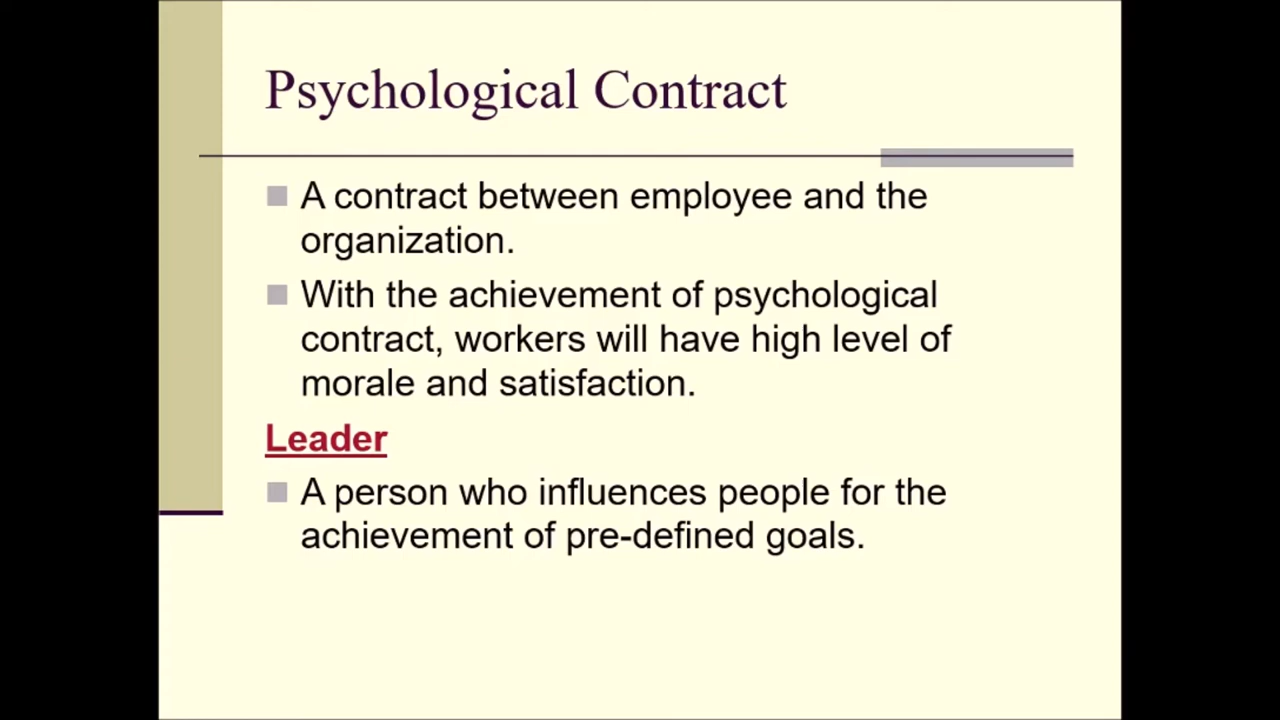 Psychological Contract
A contract between employee and the
organization.
With the achievement of psychological
contract, workers will have high level of
morale and satisfaction.
Leader
A person who influences people for the
achievement of pre-defined goals.